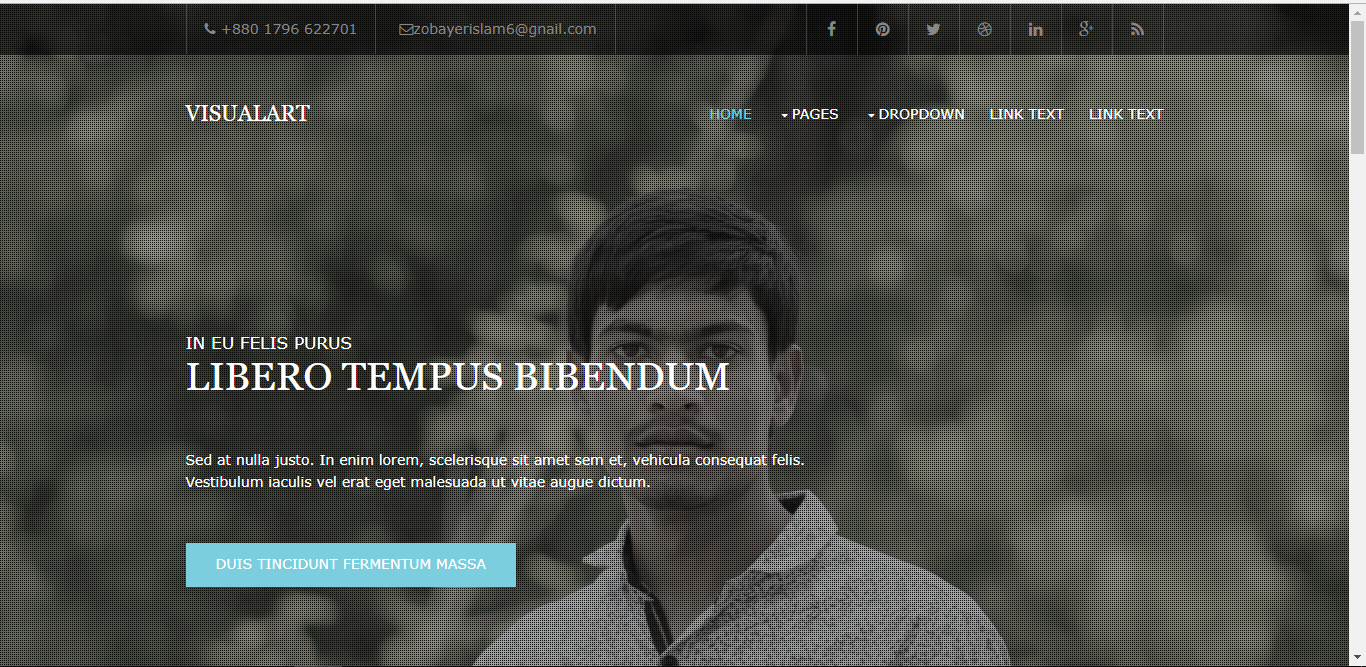 +880 1796 622701
zobayerislam6@gnail.com
VISUALART
HOME PAGES DROPDOWN LINK TEXT LINK TEXT
IN EU FELIS PURUS
LIBERO TEMPUS BIBENDUM
Sed at nulla justo. In enim lorem, scelerisque sit amet sem et, vehicula consequat felis.
Vestibulum iaculis vel erat eget malesuada ut vitae augue dictum.
DUIS TINCIDUNT FERMENTUM MASSA